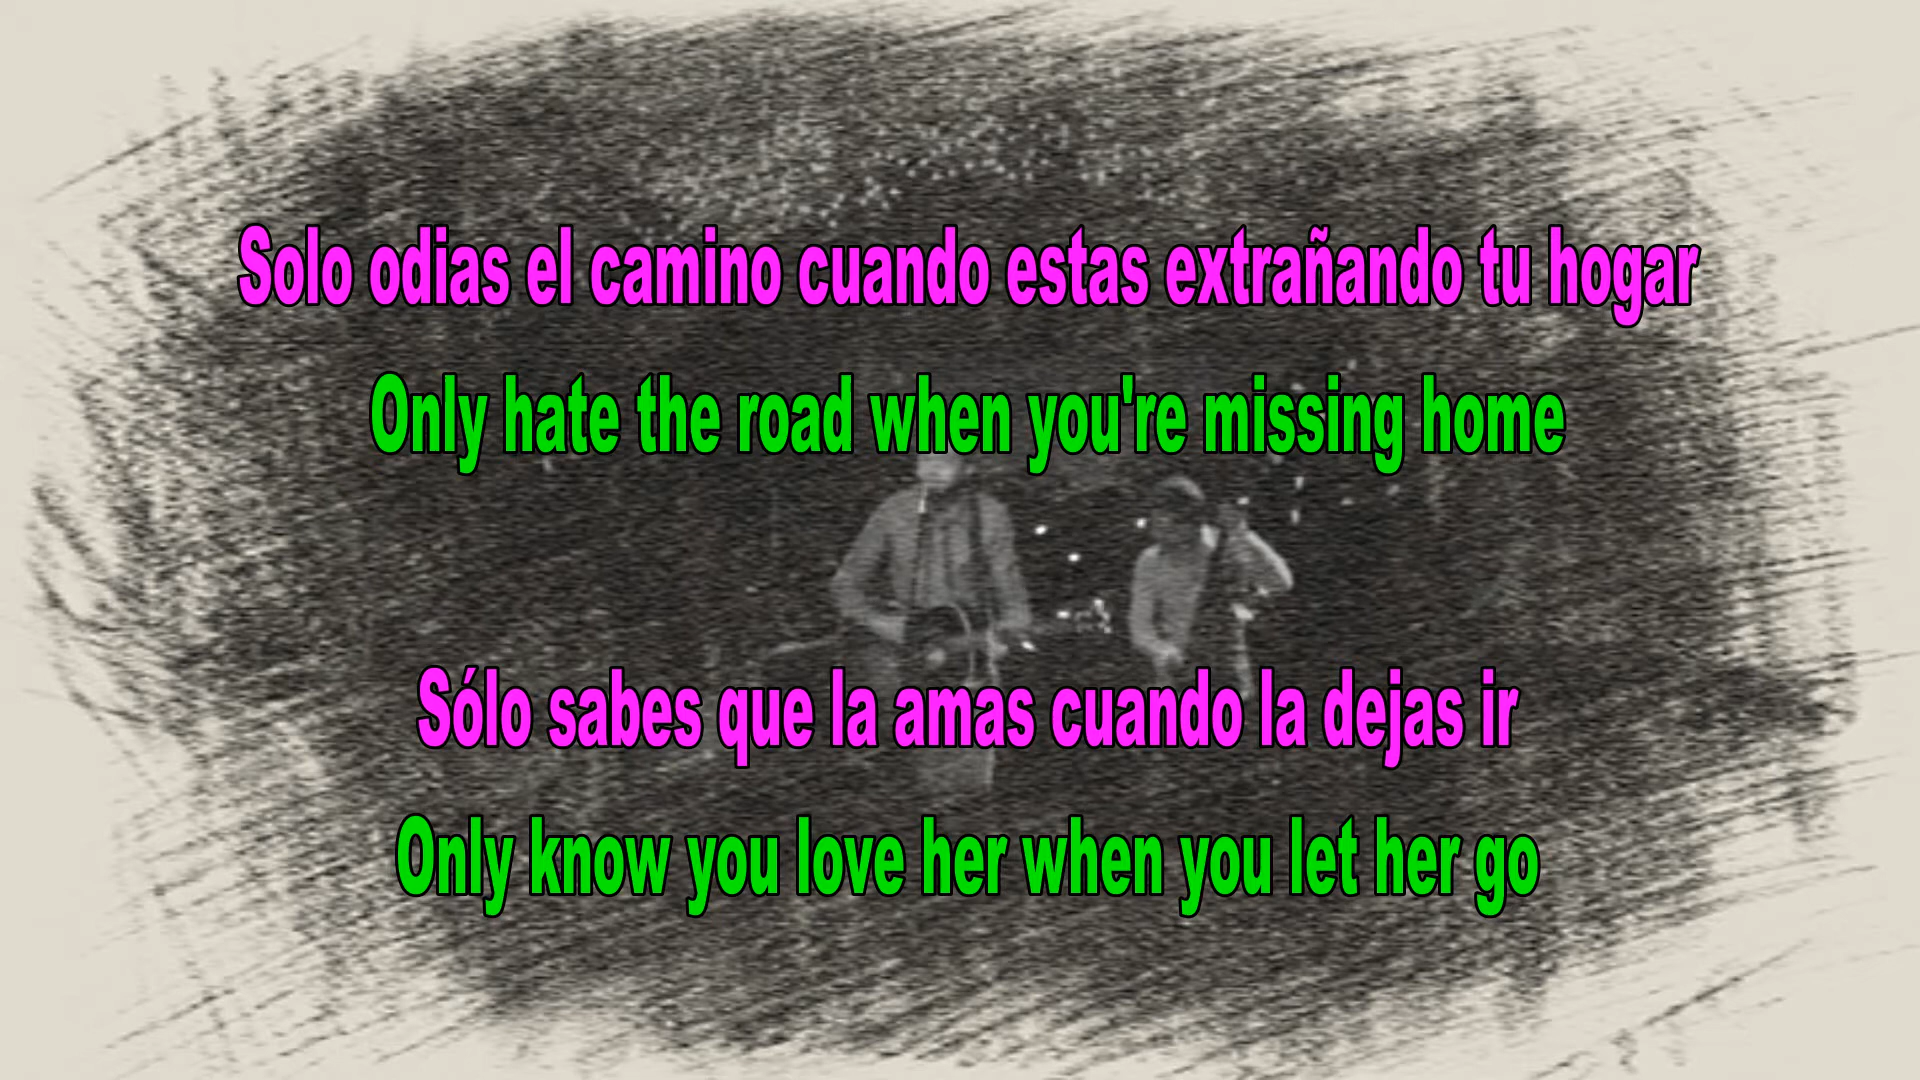 Solo odias el camino cuando estas extrañando tu hogar
Only hate the road when you're missing home
Sólo sabes que la amas cuando la dejas ir
Only know you love her when you let her go